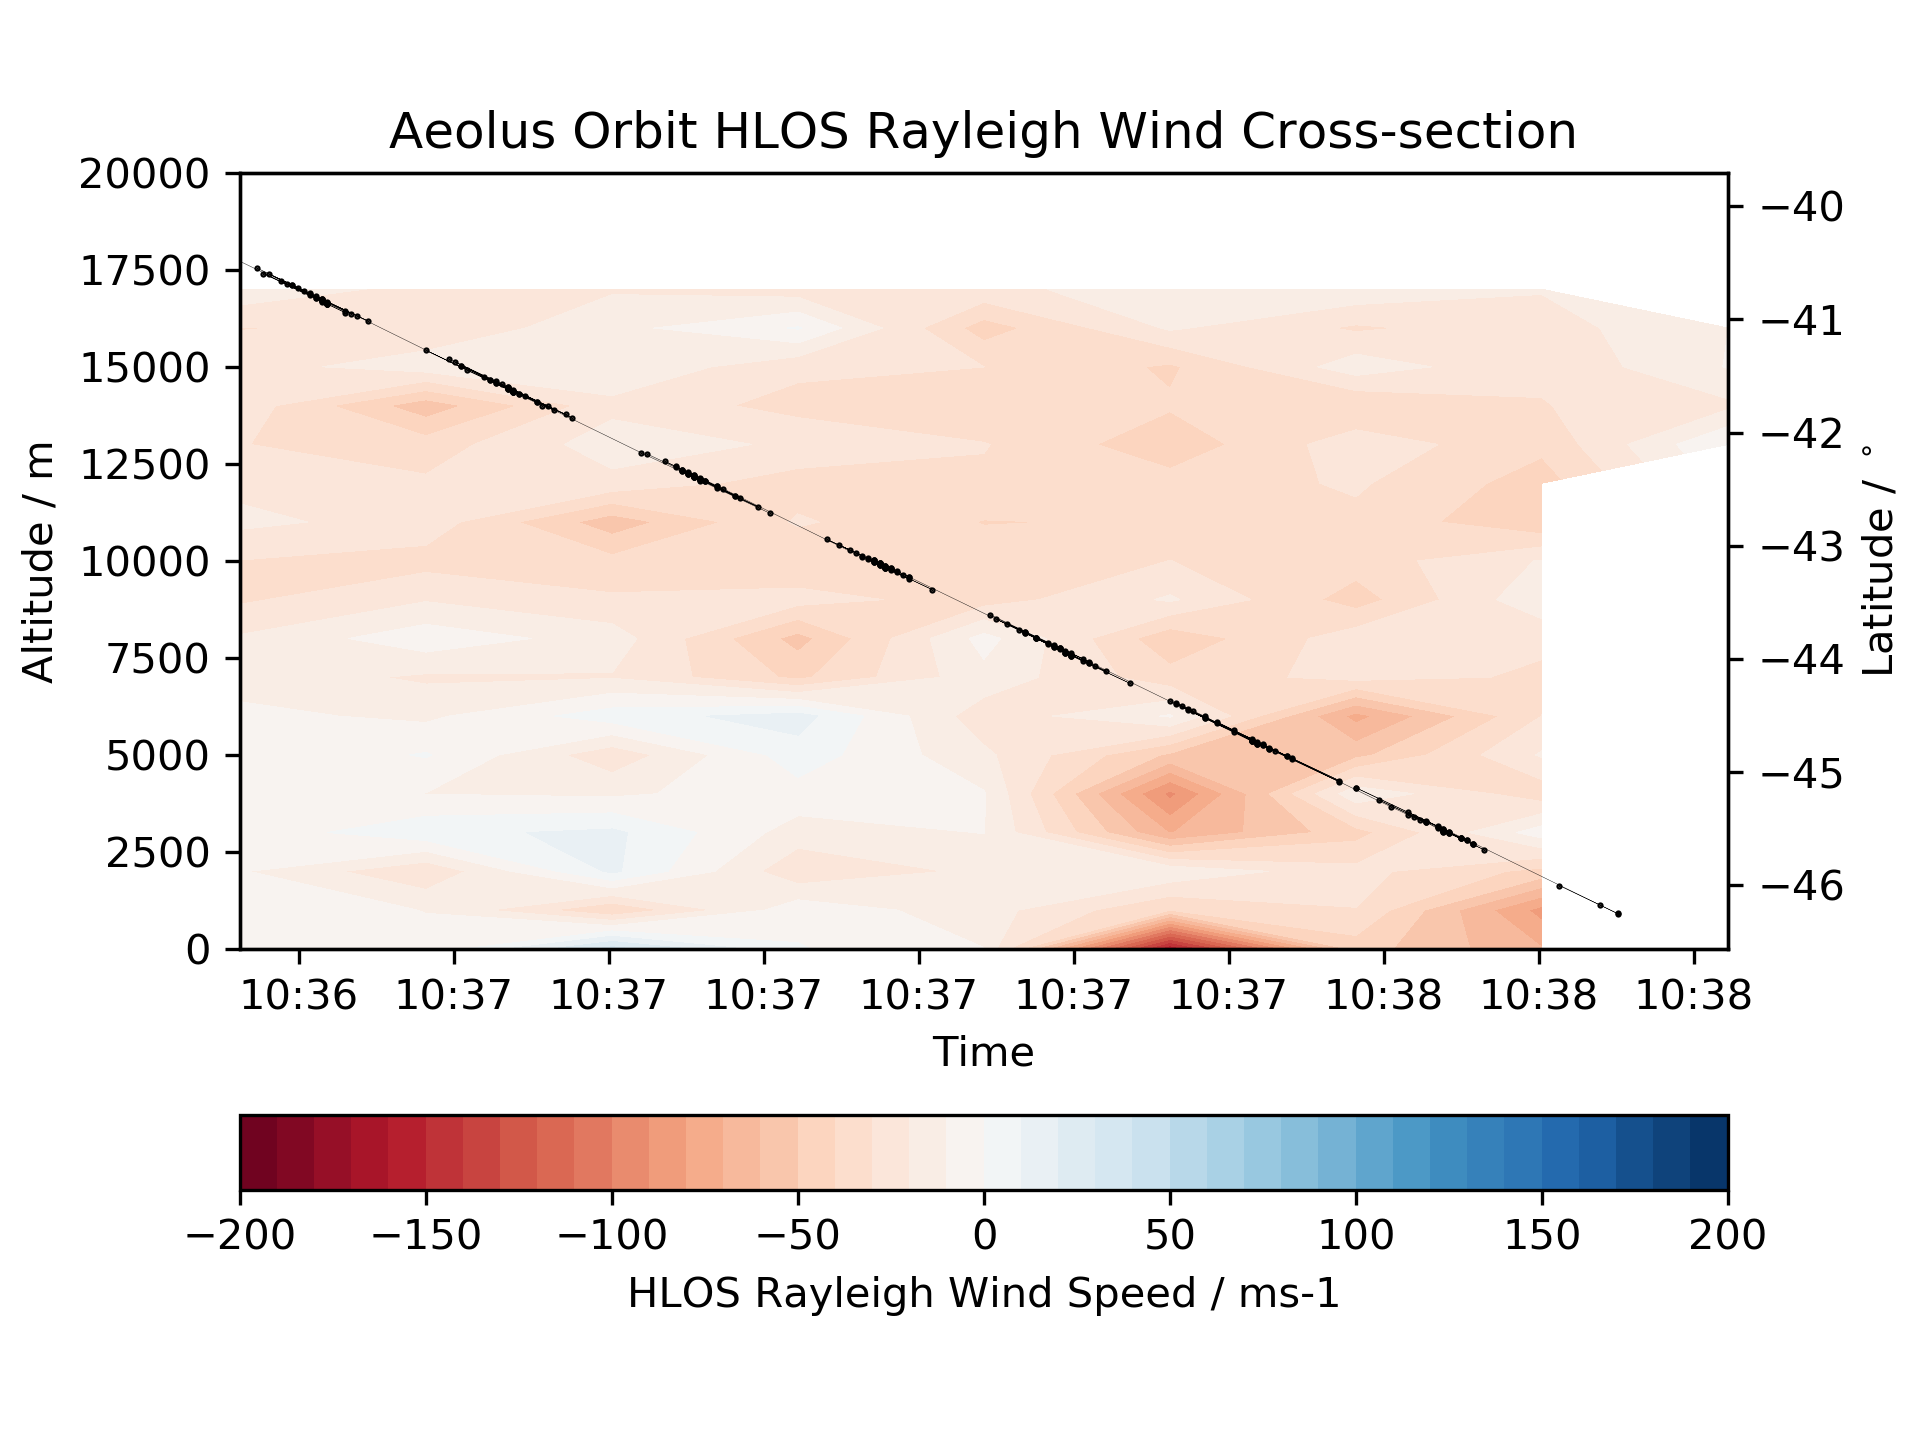 Aeolus Orbit HLOS Rayleigh Wind Cross-section
20000
17500
15000
12500
10000
7500
5000
2500
0
Altitude / m
−40
−41
−42
−43
−44
−45
−46
Latitude / °
10:36 10:37 10:37 10:37 10:37 10:37 10:37 10:38 10:38 10:38
Time
−200 −150 −100 −50 0 50 100 150 200
HLOS Rayleigh Wind Speed / ms-1